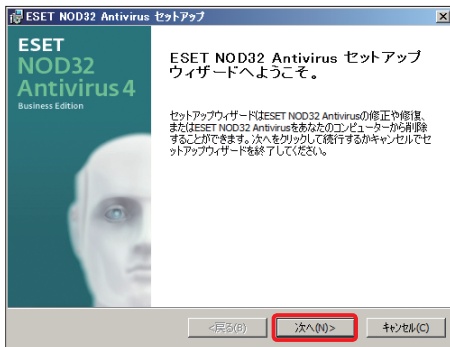 ESET NOD32 Antivirus セットアップ
ESET
NOD32
Antivirus 4
Business Edition
ESET NOD32 Antivirus セットアップ
ウィザードへようこそ。
セットアップウィザードはESET NOD32 Antivirusの修正や修復、
またはESET NOD32 Antivirusをあなたのコンピューターから削除
することができます。次へをクリックして続行するかキャンセルでセ
ットアップウィザードを終了してください。
<戻る(B)
次へ(N)>
キャンセル(C)